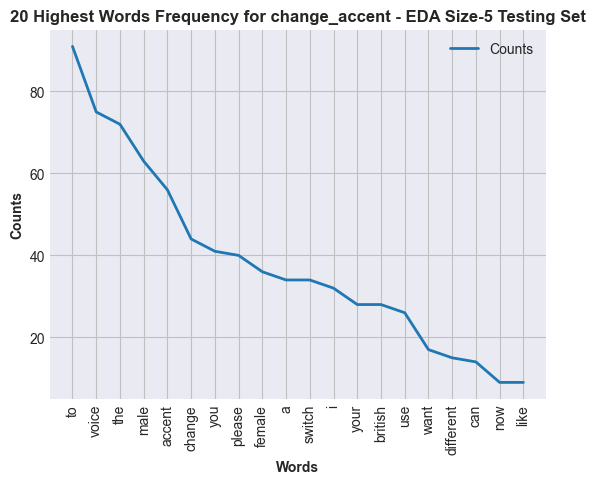 20 Highest Words Frequency for change_accent - EDA Size-5 Testing Set
Counts
80
60
40
20
Counts
to
voice
the
male
accent
change
you
please
female
a
switch
i
your
british
use
want
different
can
now
like
Words